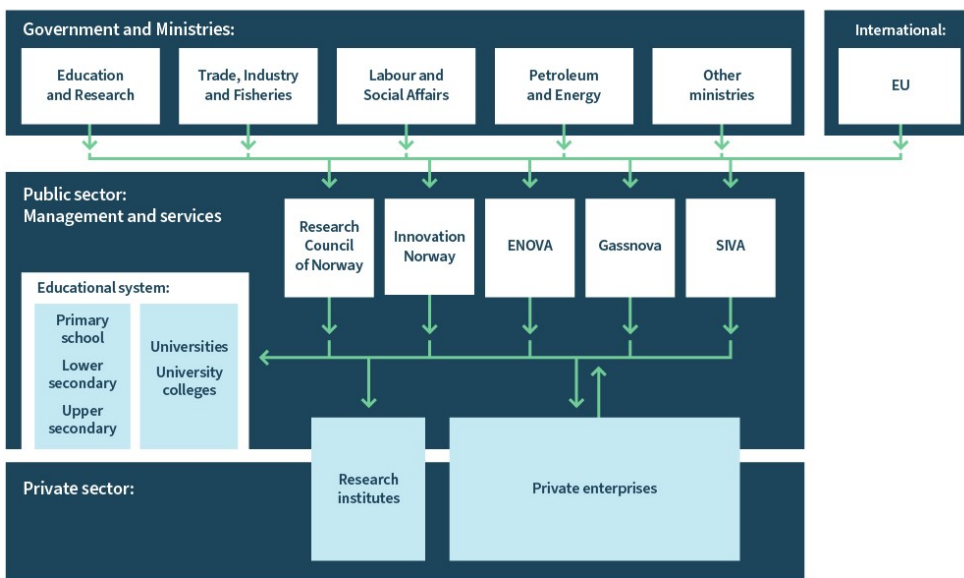 Government and Ministries:
Education
and Research
Trade, Industry
and Fisheries
Labour and
Social Affairs
Petroleum
and Energy
Other
ministries
International:
EU
Public sector:
Management and services
Research
Council
of Norway
Innovation
Norway
ENOVA
Gassnova
SIVA
Educational system:
Primary
school
Lower
secondary
Upper
secondary
Universities
University
colleges
Private sector:
Research
institutes
Private enterprises